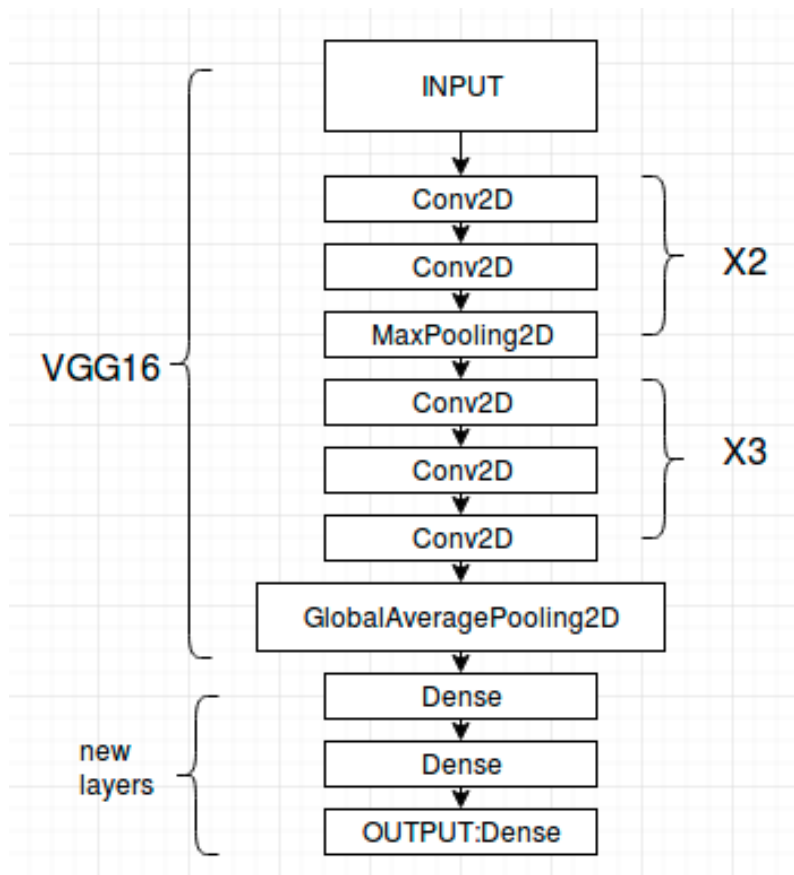 INPUT
Conv2D
Conv2D
X2
MaxPooling2D
VGG16
Conv2D
Conv2D
X3
Conv2D
GlobalAveragePooling2D
Dense
new
layers
Dense
OUTPUT:Dense